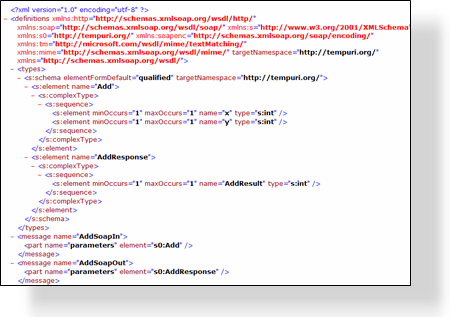 <?xml version="1.0" encoding="utf-8" ?>
- <definitions xmlns:http="http://schemas.xmlsoap.org/wsdl/http/"
xmlns:soap="http://schemas.xmlsoap.org/wsdl/soap/" xmlns:s="http://www.w3.org/2001/XMLSchema"
xmlns:s0="http://tempuri.org/" xmlns:soapenc="http://schemas.xmlsoap.org/soap/encoding/"
xmlns:tm="http://microsoft.com/wsdl/mime/textMatching/"
xmlns:mime="http://schemas.xmlsoap.org/wsdl/mime/" targetNamespace="http://tempuri.org/"
xmlns="http://schemas.xmlsoap.org/wsdl/">
- <types>
- <s:schema elementFormDefault="qualified" targetNamespace="http://tempuri.org/">
- <s:element name="Add">
- <s:complexType>
- <s:sequence>
<s:element minOccurs="1" maxOccurs="1" name="x" type="s:int" />
<s:element minOccurs="1" maxOccurs="1" name="y" type="s:int" />
</s:sequence>
</s:complexType>
</s:element>
- <s:element name="AddResponse">
- <s:complexType>
- <s:sequence>
<s:element minOccurs="1" maxOccurs="1" name="AddResult" type="s:int" />
</s:sequence>
</s:complexType>
</s:element>
</s:schema>
</types>
- <message name="AddSoapIn">
<part name="parameters" element="s0:Add" />
</message>
- <message name="AddSoapOut">
<part name="parameters" element="s0:AddResponse" />
</message>